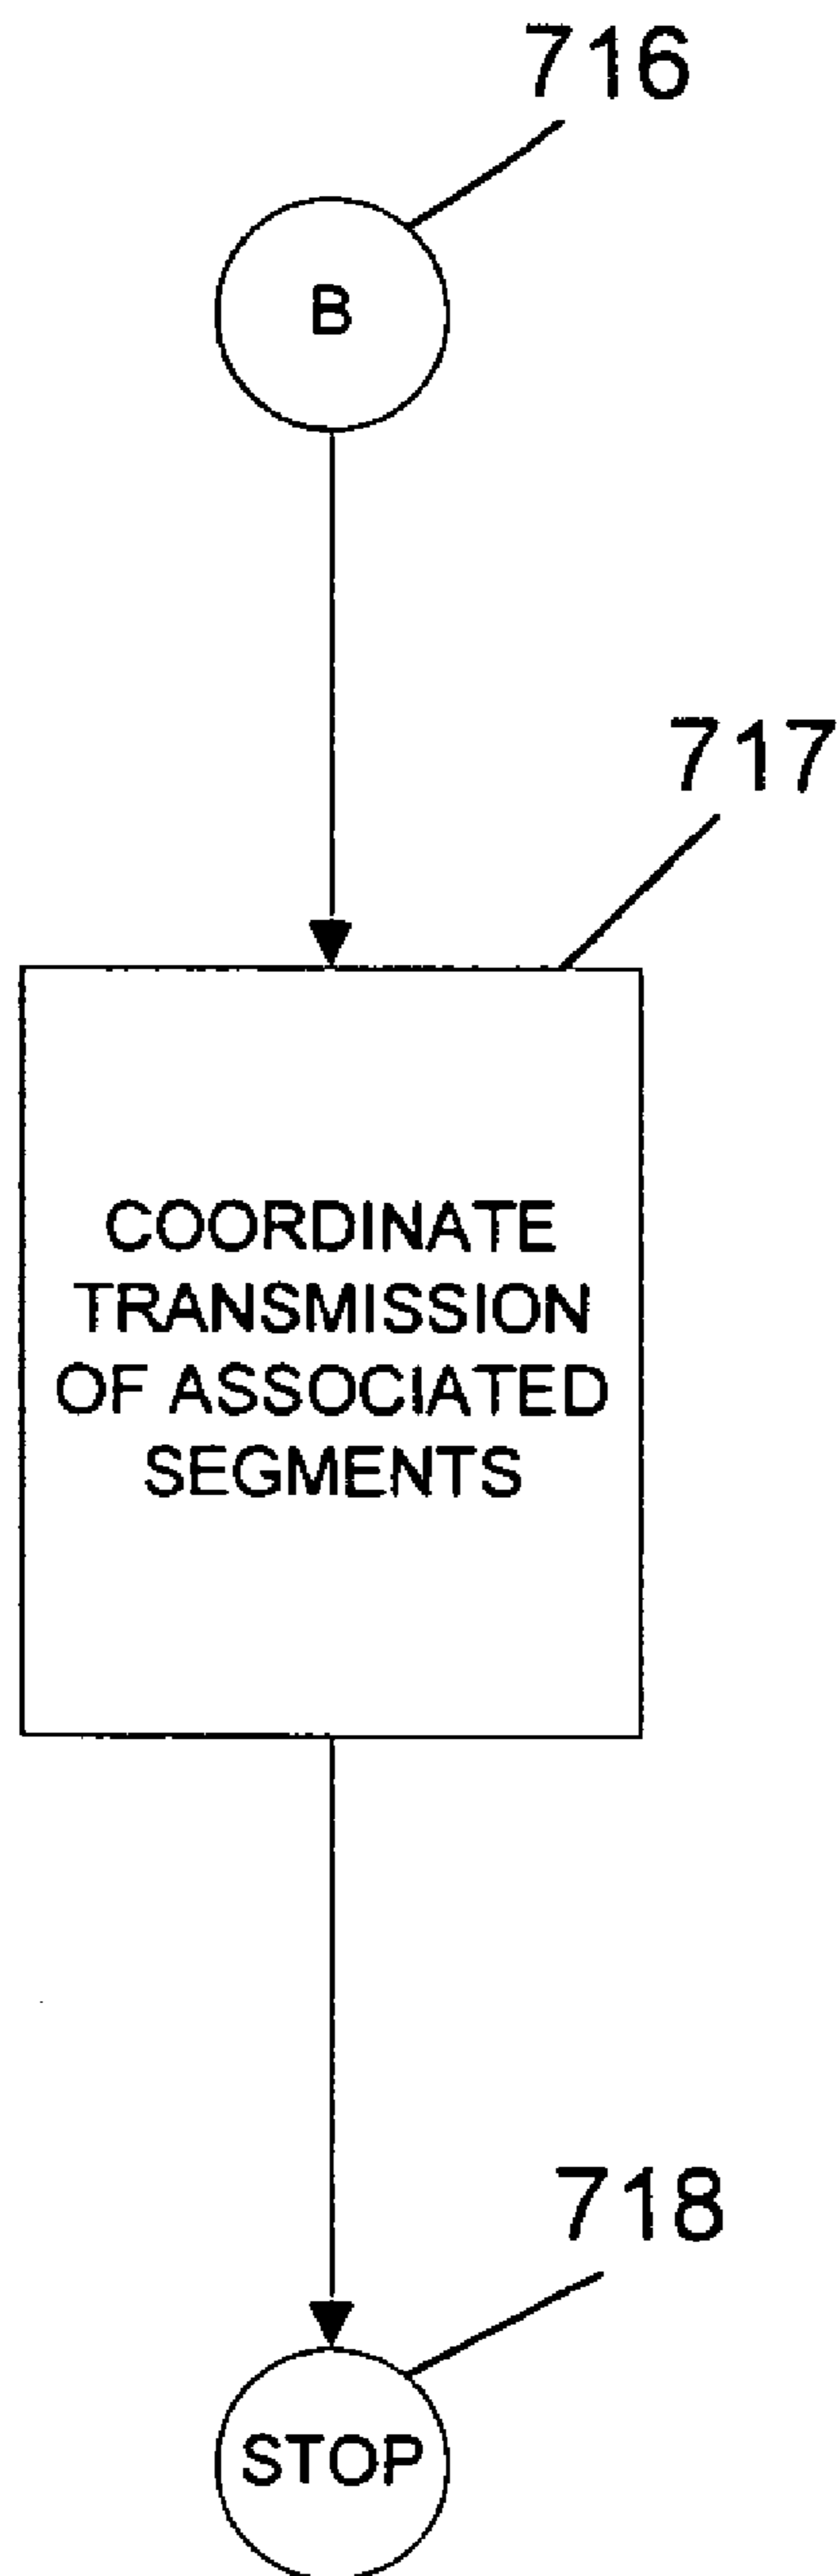 716
B
717
COORDINATE
TRANSMISSION
OF ASSOCIATED
SEGMENTS
718
STOP